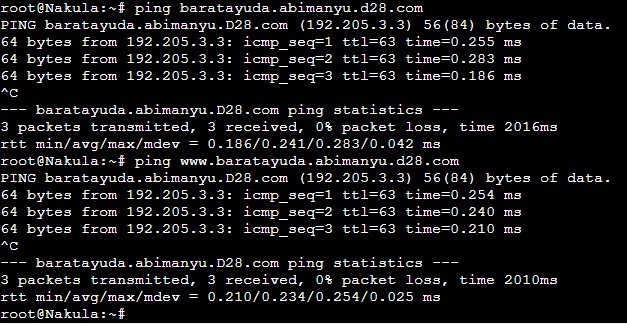 root@Nakula:~# ping baratayuda.abimanyu.d28.com
PING baratayuda.abimanyu.D28.com (192.205.3.3) 56(84) bytes of data.
64 bytes from 192.205.3.3: icmp_seq=1 ttl=63 time=0.255 ms
64 bytes from 192.205.3.3: icmp_seq=2 ttl=63 time=0.283 ms
64 bytes from 192.205.3.3: icmp_seq=3 ttl=63 time=0.186 ms
^C
--- baratayuda.abimanyu.D28.com ping statistics ---
3 packets transmitted, 3 received, 0% packet loss, time 2016ms
rtt min/avg/max/mdev = 0.186/0.241/0.283/0.042 ms
root@Nakula:~# ping www.baratayuda.abimanyu.d28.com
PING baratayuda.abimanyu.D28.com (192.205.3.3) 56(84) bytes of data.
64 bytes from 192.205.3.3: icmp_seq=1 ttl=63 time=0.254 ms
64 bytes from 192.205.3.3: icmp_seq=2 ttl=63 time=0.240 ms
64 bytes from 192.205.3.3: icmp_seq=3 ttl=63 time=0.210 ms
^C
--- baratayuda.abimanyu.D28.com ping statistics ---
3 packets transmitted, 3 received, 0% packet loss, time 2010ms
rtt min/avg/max/mdev = 0.210/0.234/0.254/0.025 ms
root@Nakula:~#